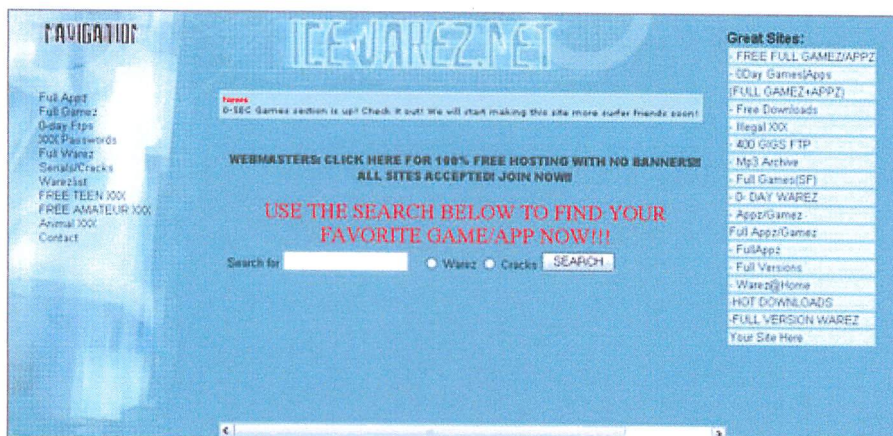 NAVIGATION
Full Appz
Full Gamez
0-day Ftps
XXX Passwords
Full Warez
Serials/Cracks
Warezlist
FREE TEEN XXX
FREE AMATEUR XXX
Animal XXX
Contact
ICEWAREZ.NET
news
0-SEC Games section is up! Check it out! We will start making this site more surfer friends soon!
WEBMASTERS: CLICK HERE FOR 100% FREE HOSTING WITH NO BANNERS!!
ALL SITES ACCEPTED! JOIN NOW!!
USE THE SEARCH BELOW TO FIND YOUR
FAVORITE GAME/APP NOW!!!
Search for Warez Cracks SEARCH
Great Sites:
- FREE FULL GAMEZ/APPZ
- 0Day Games|Apps
(FULL GAMEZ+APPZ)
- Free Downloads
- Illegal XXX
- 400 GIGS FTP
- Mp3 Archive
- Full Games(SF)
- 0- DAY WAREZ
- Appz/Gamez
Full Appz/Gamez
- FullAppz
- Full Versions
- Warez@Home
-HOT DOWNLOADS
-FULL VERSION WAREZ
Your Site Here